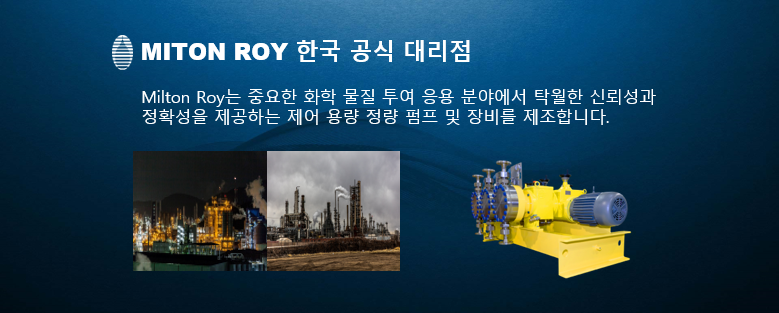 MITON ROY 한국 공식 대리점
Milton Roy는 중요한 화학 물질 투여 응용 분야에서 탁월한 신뢰성과
정확성을 제공하는 제어 용량 정량 펌프 및 장비를 제조합니다.